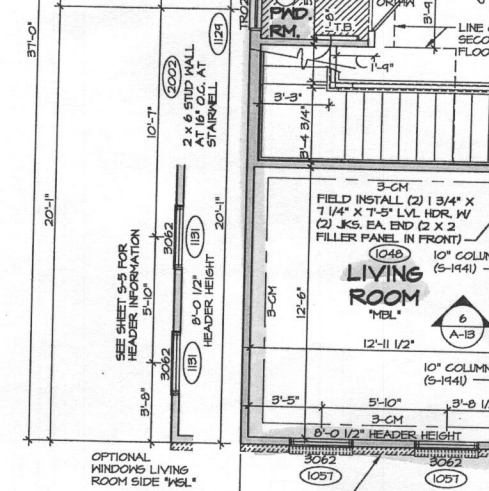 37'-0"
TR02
PWD.
RM.
T.B.
3'-9"
LINE
SECO
FLOO
1'-9"
1129
2002
2 x 6 STUD WALL
AT 16" O.C. AT
STAIRWELL
10'-7"
3'-3"
3'-4 3/4"
20'-1"
20'-1"
3-CM
FIELD INSTALL (2) 1 3/4" X
7 1/4" X 7'-5" LVL HDR. W/
(2) JKS. EA. END (2 X 2
FILLER PANEL IN FRONT)
1048
10" COLUM
(S-1941)
LIVING
ROOM
"MBL"
3-CM
12'-6"
6
A-13
12'-11 1/2"
SEE SHEET S-5 FOR
HEADER INFORMATION
3062
1131
5'-10"
8'-0 1/2"
HEADER HEIGHT
3062
1131
3'-8"
10" COLUMN
(S-1941)
3'-5"
5'-10"
3'-8 1/
3-CM
8'-0 1/2" HEADER HEIGHT
3062
1057
3062
1057
OPTIONAL
WINDOWS LIVING
ROOM SIDE "WSL"